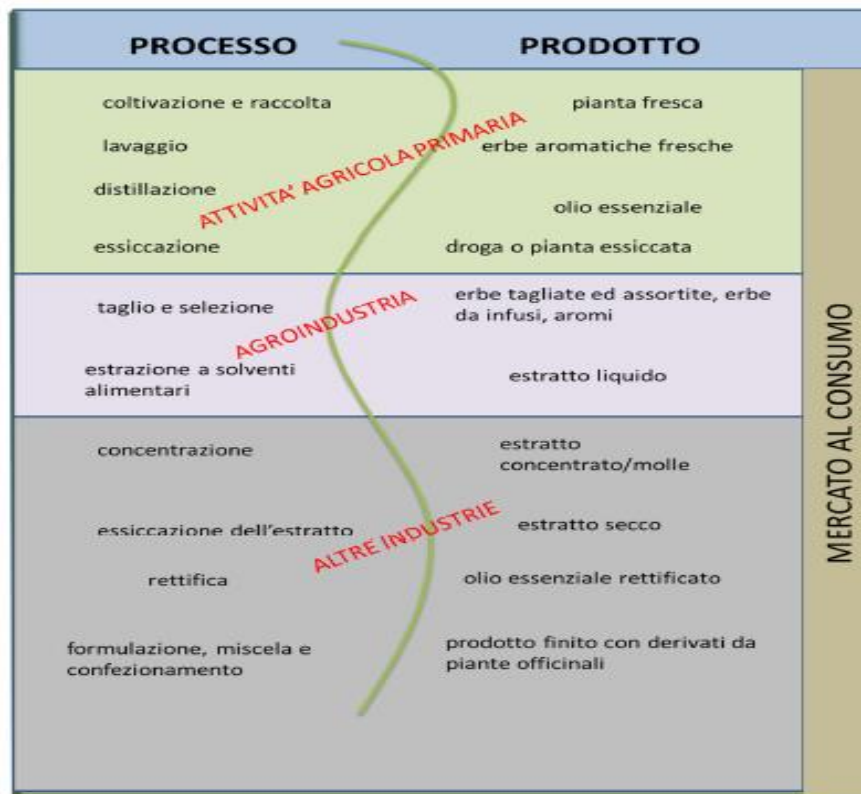 PROCESSO
PRODOTTO
coltivazione e raccolta
pianta fresca
lavaggio
erbe aromatiche fresche
distillazione
olio essenziale
essiccazione
droga o pianta essiccata
ATTIVITA' AGRICOLA PRIMARIA
taglio e selezione
erbe tagliate ed assortite, erbe
da infusi, aromi
AGROINDUSTRIA
estrazione a solventi
alimentari
estratto liquido
concentrazione
estratto
concentrato/molle
essiccazione dell'estratto
estratto secco
ALTRE INDUSTRIE
rettifica
olio essenziale rettificato
formulazione, miscela e
confezionamento
prodotto finito con derivati da
piante officinali
MERCATO AL CONSUMO